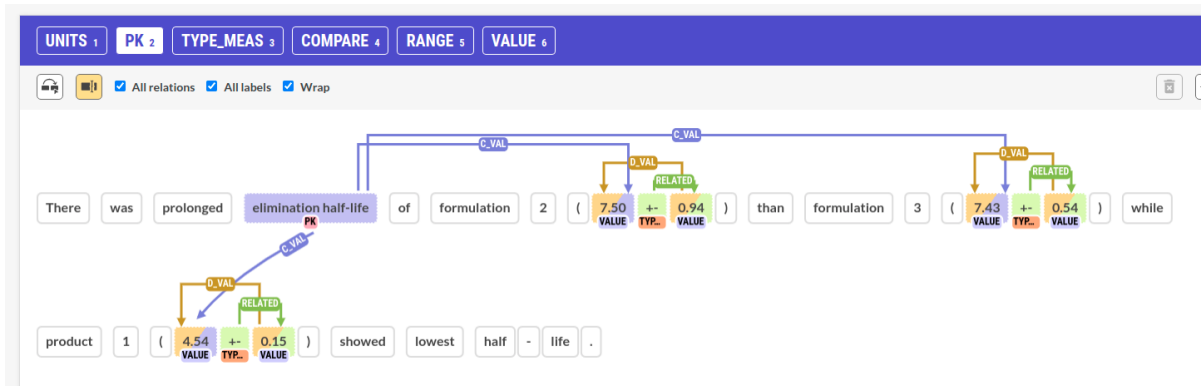 UNITS 1 PK 2 TYPE_MEAS 3 COMPARE 4 RANGE 5 VALUE 6
All relations All labels Wrap
C_VAL
C_VAL
D_VAL D_VAL
RELATED RELATED
There was prolonged elimination half-life of formulation 2 ( 7.50 +- 0.94 ) than formulation 3 ( 7.43 +- 0.54 ) while
PK VALUE TYP... VALUE VALUE TYP... VALUE
C_VAL
D_VAL
RELATED
product 1 ( 4.54 +- 0.15 ) showed lowest half - life .
VALUE TYP... VALUE